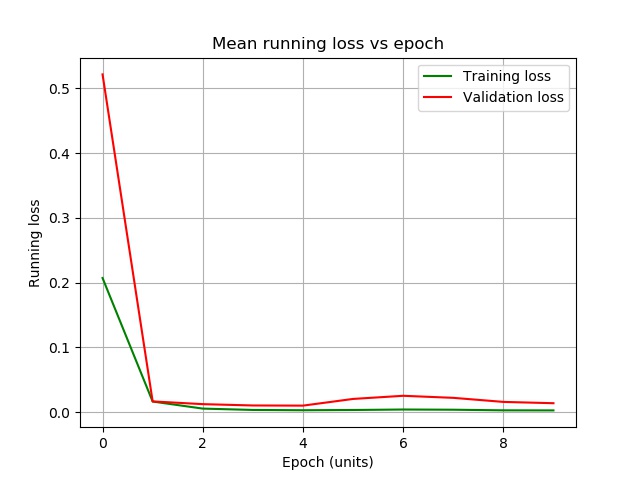 Mean running loss vs epoch
Training loss
Validation loss
Running loss
0.5
0.4
0.3
0.2
0.1
0.0
0 2 4 6 8
Epoch (units)